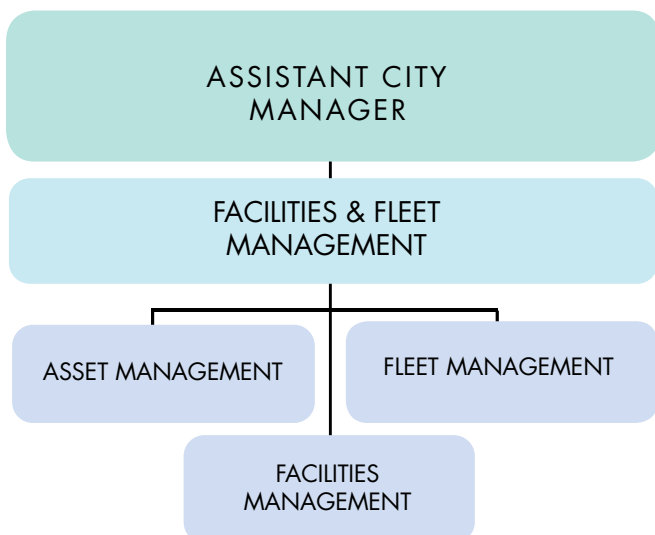 ASSISTANT CITY
MANAGER
FACILITIES & FLEET
MANAGEMENT
ASSET MANAGEMENT
FLEET MANAGEMENT
FACILITIES
MANAGEMENT